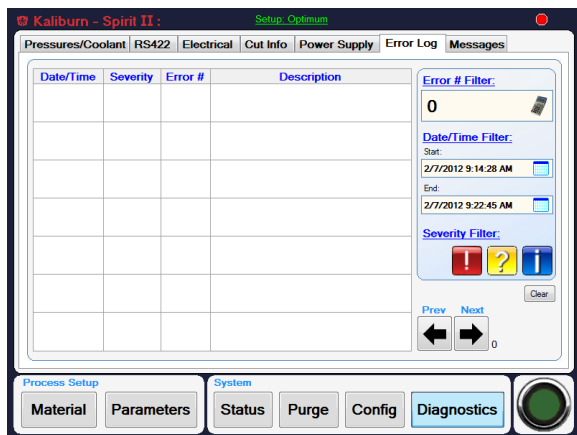 Kaliburn - Spirit II :
Setup: Optimum
Pressures/Coolant RS422 Electrical Cut Info Power Supply Error Log Messages
Date/Time Severity Error # Description
Error # Filter:
0
Date/Time Filter:
Start:
2/7/2012 9:14:28 AM
End:
2/7/2012 9:22:45 AM
Severity Filter:
! ? i
Clear
Prev Next
0
Process Setup
Material Parameters
System
Status Purge Config Diagnostics